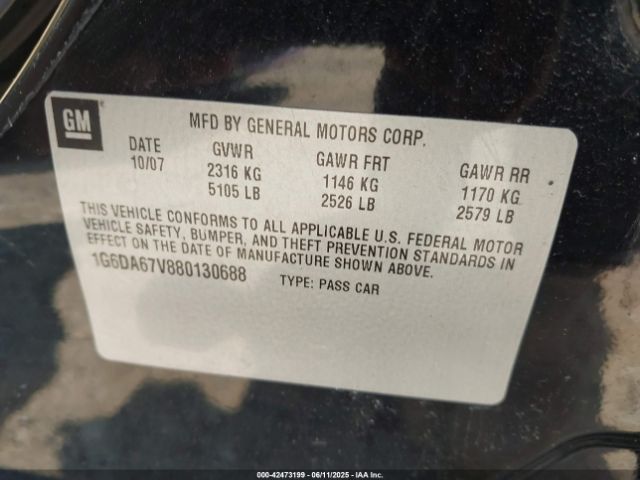 GM
MFD BY GENERAL MOTORS CORP.
DATE GVWR GAWR FRT GAWR RR
10/07 2316 KG 1146 KG 1170 KG
5105 LB 2526 LB 2579 LB
THIS VEHICLE CONFORMS TO ALL APPLICABLE U.S. FEDERAL MOTOR
VEHICLE SAFETY, BUMPER, AND THEFT PREVENTION STANDARDS IN
EFFECT ON THE DATE OF MANUFACTURE SHOWN ABOVE.
1G6DA67V880130688 TYPE: PASS CAR
000-42473199 - 06/11/2025 - IAA Inc.